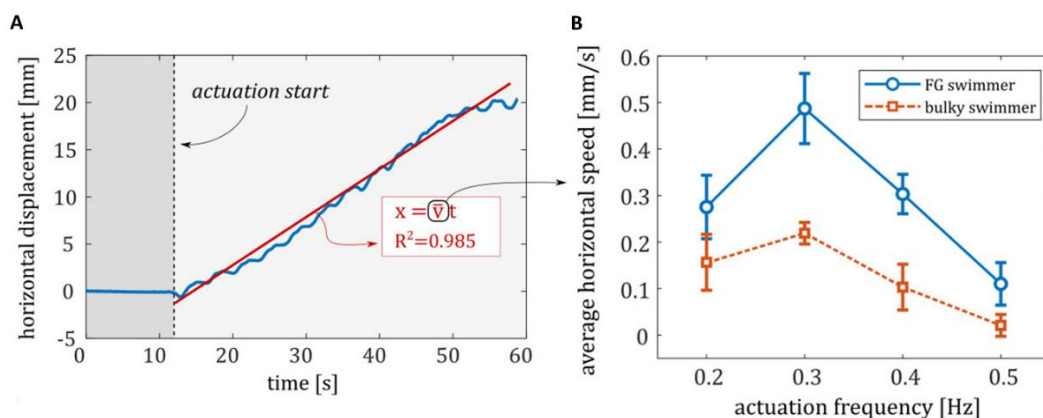 A
horizontal displacement [mm]
25
20
15
10
5
0
-5
actuation start
x = v̅ t
R²=0.985
0
10
20
30
40
50
60
time [s]
B
average horizontal speed [mm/s]
0.6
0.5
0.4
0.3
0.2
0.1
0
FG swimmer
bulky swimmer
0.2
0.3
0.4
0.5
actuation frequency [Hz]